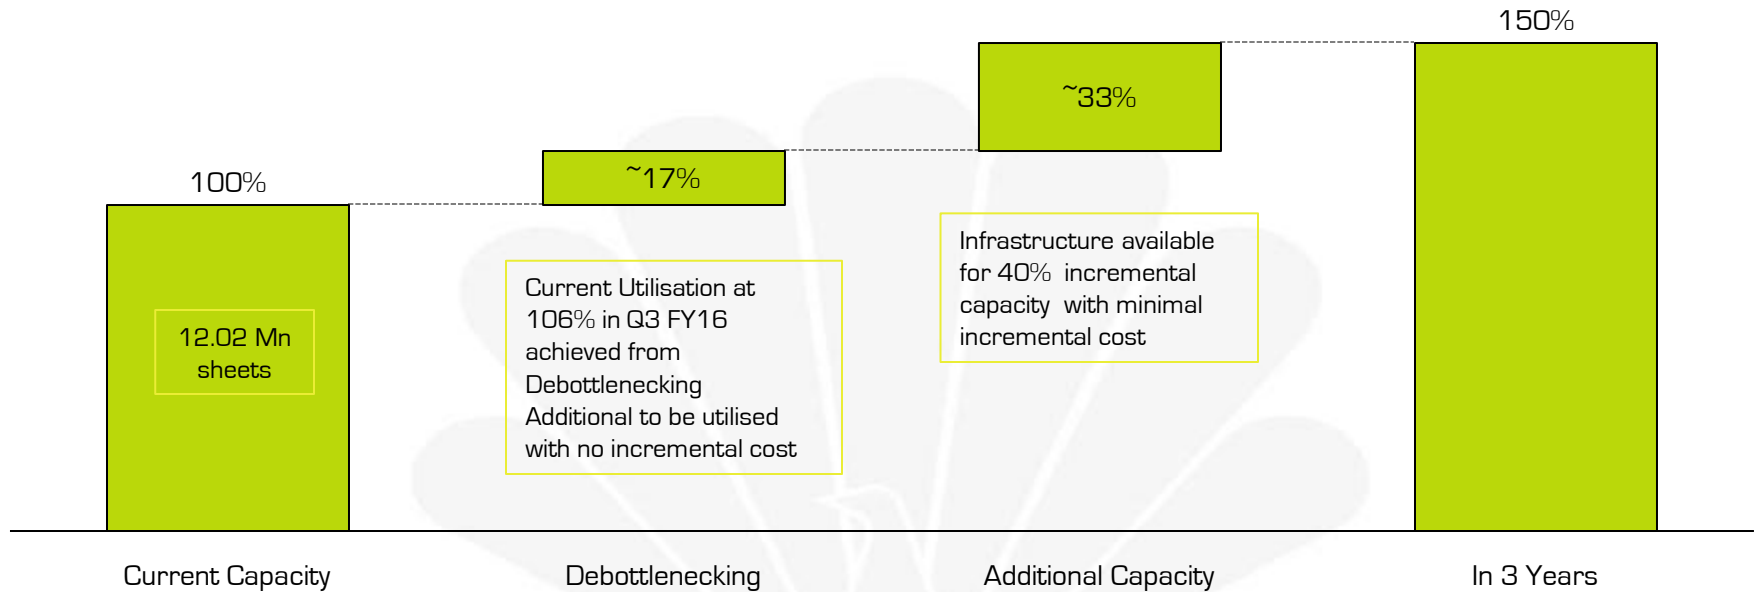 150%
~33%
~17%
100%
12.02 Mn
sheets
Current Utilisation at
106% in Q3 FY16
achieved from
Debottlenecking
Additional to be utilised
with no incremental cost
Infrastructure available
for 40% incremental
capacity with minimal
incremental cost
Current Capacity
Debottlenecking
Additional Capacity
In 3 Years